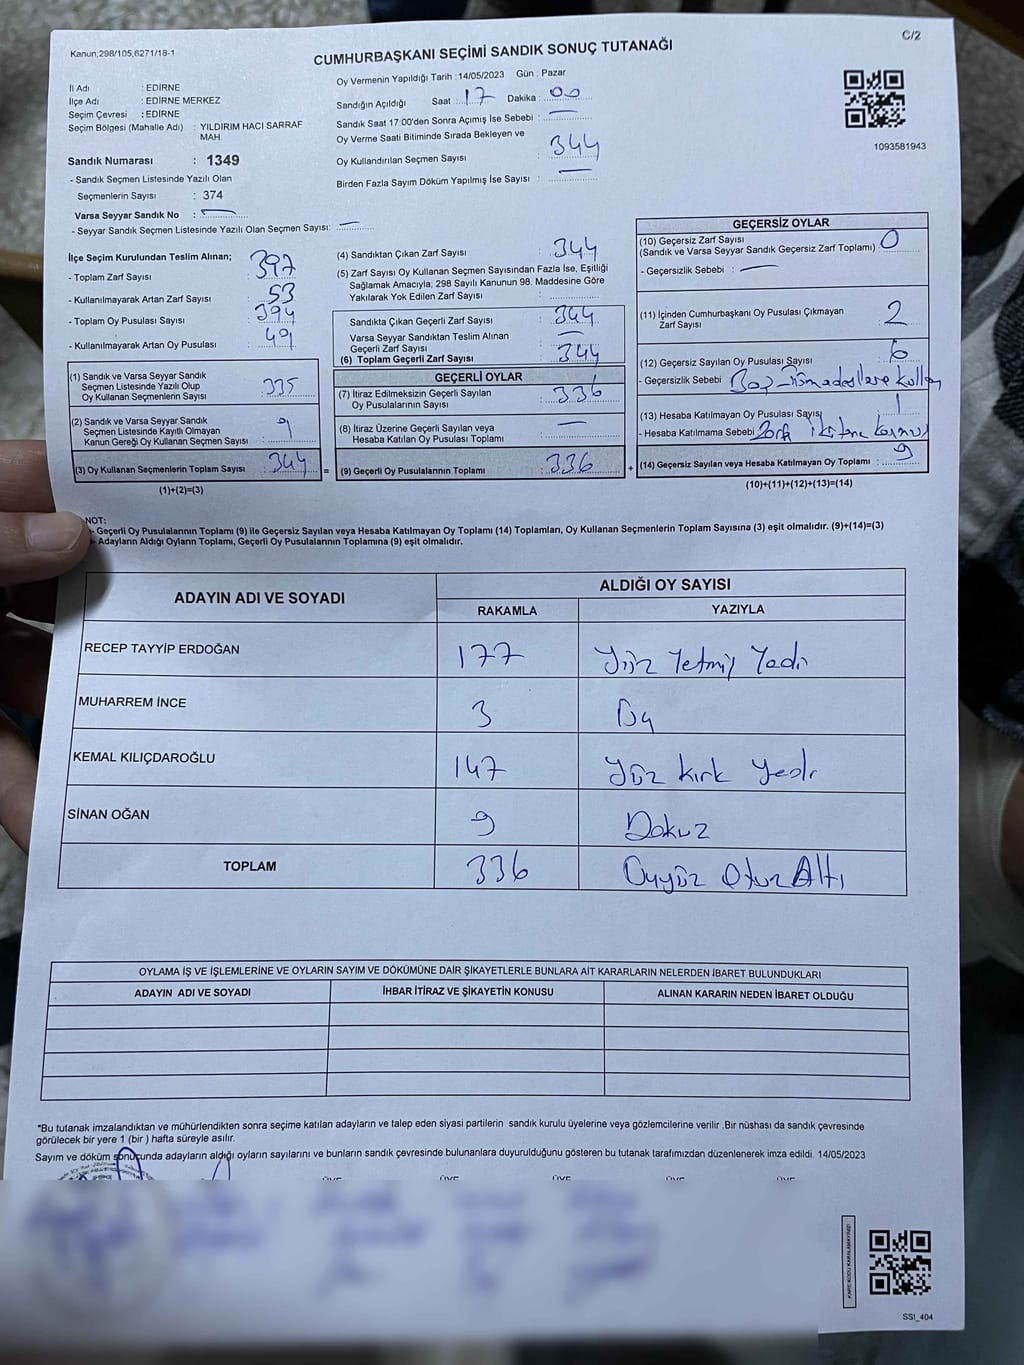 Kanun;298/105,6271/18-1
C/2
CUMHURBAŞKANI SEÇİMİ SANDIK SONUÇ TUTANAĞI
İl Adı : EDİRNE
İlçe Adı : EDİRNE MERKEZ
Seçim Çevresi : EDİRNE
Seçim Bölgesi (Mahalle Adı) : YILDIRIM HACI SARRAF
MAH.
Sandık Numarası : 1349
- Sandık Seçmen Listesinde Yazılı Olan
Seçmenlerin Sayısı : 374
Varsa Seyyar Sandık No : —
- Seyyar Sandık Seçmen Listesinde Yazılı Olan Seçmen Sayısı: —
Oy Vermenin Yapıldığı Tarih :14/05/2023 Gün : Pazar
Sandığın Açıldığı Saat : 17 Dakika : 00
Sandık Saat 17:00'den Sonra Açımış İse Sebebi : —
Oy Verme Saati Bitiminde Sırada Bekleyen ve
Oy Kullandırılan Seçmen Sayısı : 344
Birden Fazla Sayım Döküm Yapılmış İse Sayısı : —
1093581943
İlçe Seçim Kurulundan Teslim Alınan;
- Toplam Zarf Sayısı : 397
- Kullanılmayarak Artan Zarf Sayısı : 53
- Toplam Oy Pusulası Sayısı : 394
- Kullanılmayarak Artan Oy Pusulası : 49
(1) Sandık ve Varsa Seyyar Sandık
Seçmen Listesinde Yazılı Olup
Oy Kullanan Seçmenlerin Sayısı : 335
(2) Sandık ve Varsa Seyyar Sandık
Seçmen Listesinde Kayıtlı Olmayan
Kanun Gereği Oy Kullanan Seçmen Sayısı : 9
(3) Oy Kullanan Seçmenlerin Toplam Sayısı : 344 =
(1)+(2)=(3)
(4) Sandıktan Çıkan Zarf Sayısı : 344
(5) Zarf Sayısı Oy Kullanan Seçmen Sayısından Fazla İse, Eşitliği
Sağlamak Amacıyla; 298 Sayılı Kanunun 98. Maddesine Göre
Yakılarak Yok Edilen Zarf Sayısı :
Sandıkta Çıkan Geçerli Zarf Sayısı : 344
Varsa Seyyar Sandıktan Teslim Alınan
Geçerli Zarf Sayısı : —
(6) Toplam Geçerli Zarf Sayısı : 344
GEÇERLİ OYLAR
(7) İtiraz Edilmeksizin Geçerli Sayılan
Oy Pusulalarının Sayısı : 336
(8) İtiraz Üzerine Geçerli Sayılan veya
Hesaba Katılan Oy Pusulası Toplamı : —
(9) Geçerli Oy Pusulalarının Toplamı : 336 +
GEÇERSİZ OYLAR
(10) Geçersiz Zarf Sayısı
(Sandık ve Varsa Seyyar Sandık Geçersiz Zarf Toplamı) : 0
- Geçersizlik Sebebi : —
(11) İçinden Cumhurbaşkanı Oy Pusulası Çıkmayan
Zarf Sayısı : 2
(12) Geçersiz Sayılan Oy Pusulası Sayısı : 6
- Geçersizlik Sebebi :
(13) Hesaba Katılmayan Oy Pusulası Sayısı : 1
- Hesaba Katılmama Sebebi :
(14) Geçersiz Sayılan veya Hesaba Katılmayan Oy Toplamı : 9
(10)+(11)+(12)+(13)=(14)
NOT:
- Geçerli Oy Pusulalarının Toplamı (9) ile Geçersiz Sayılan veya Hesaba Katılmayan Oy Toplamı (14) Toplamları, Oy Kullanan Seçmenlerin Toplam Sayısına (3) eşit olmalıdır. (9)+(14)=(3)
- Adayların Aldığı Oyların Toplamı, Geçerli Oy Pusulalarının Toplamına (9) eşit olmalıdır.
ADAYIN ADI VE SOYADI
ALDIĞI OY SAYISI
RAKAMLA YAZIYLA
RECEP TAYYİP ERDOĞAN 177 Yüz Yetmiş Yedi
MUHARREM İNCE 3 Üç
KEMAL KILIÇDAROĞLU 147 Yüz Kırk Yedi
SİNAN OĞAN 9 Dokuz
TOPLAM 336 Üçyüz Otuz Altı
OYLAMA İŞ VE İŞLEMLERİNE VE OYLARIN SAYIM VE DÖKÜMÜNE DAİR ŞİKAYETLERLE BUNLARA AİT KARARLARIN NELERDEN İBARET BULUNDUKLARI
ADAYIN ADI VE SOYADI İHBAR İTİRAZ VE ŞİKAYETİN KONUSU ALINAN KARARIN NEDEN İBARET OLDUĞU
*Bu tutanak imzalandıktan ve mühürlendikten sonra seçime katılan adayların ve talep eden siyasi partilerin sandık kurulu üyelerine veya gözlemcilerine verilir .Bir nüshası da sandık çevresinde
görülecek bir yere 1 (bir ) hafta süreyle asılır.
Sayım ve döküm sonucunda adayların aldığı oyların sayılarını ve bunların sandık çevresinde bulunanlara duyurulduğunu gösteren bu tutanak tarafımızdan düzenlenerek imza edildi. 14/05/2023
ÜYE ÜYE ÜYE ÜYE ÜYE
SSI_404